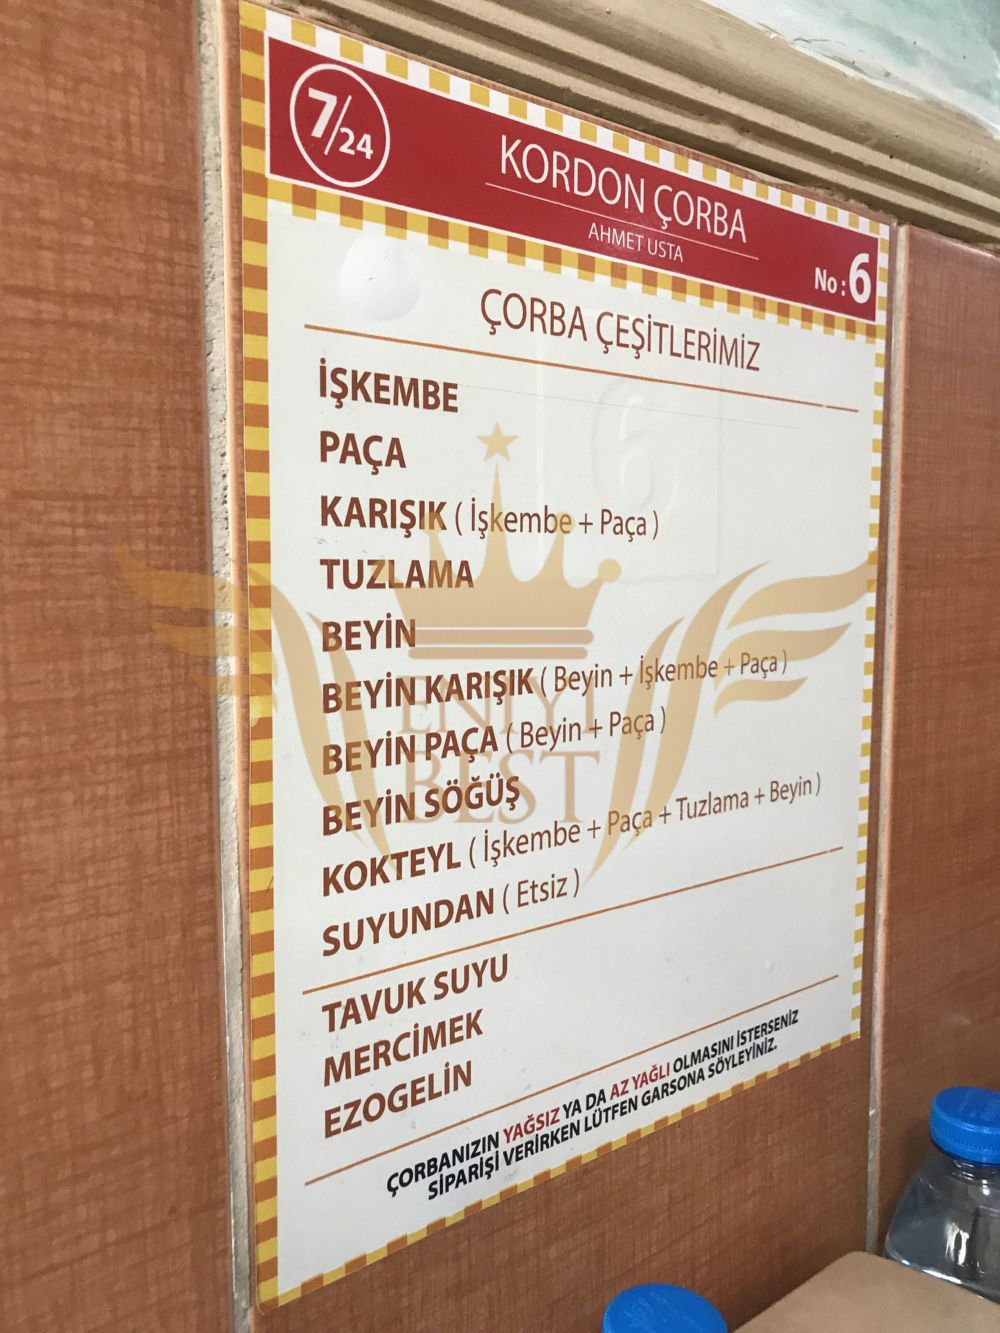 7/24
KORDON ÇORBA
AHMET USTA
No : 6
ÇORBA ÇEŞİTLERİMİZ
İŞKEMBE
PAÇA
KARIŞIK ( İşkembe + Paça )
TUZLAMA
BEYİN
BEYİN KARIŞIK ( Beyin + İşkembe + Paça )
BEYİN PAÇA ( Beyin + Paça )
BEYİN SÖĞÜŞ
KOKTEYL ( İşkembe + Paça + Tuzlama + Beyin )
SUYUNDAN ( Etsiz )
TAVUK SUYU
MERCİMEK
EZOGELİN
ÇORBANIZIN YAĞSIZ YA DA AZ YAĞLI OLMASINI İSTERSENİZ
SİPARİŞİ VERİRKEN LÜTFEN GARSONA SÖYLEYİNİZ.
ENİYİ
BEST